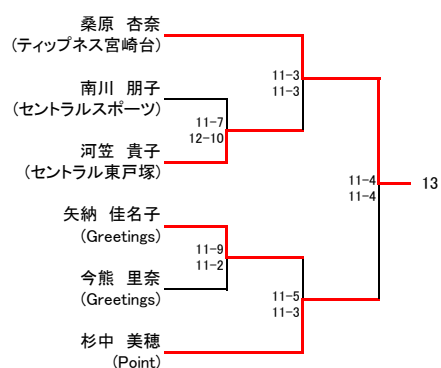 桑原　杏奈
(ティップネス宮崎台)
11-3
11-3
南川　朋子
(セントラルスポーツ)
11-7
12-10
河笠　貴子
(セントラル東戸塚)
11-4
11-4
13
矢納　佳名子
(Greetings)
11-9
11-2
今熊　里奈
(Greetings)
11-5
11-3
杉中　美穂
(Point)